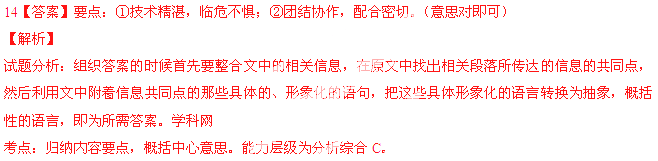 14【答案】要点：①技术精湛，临危不惧；②团结协作，配合密切。（意思对即可）
【解析】
试题分析：组织答案的时候首先要整合文中的相关信息，在原文中找出相关段落所传达的信息的共同点，
然后利用文中附着信息共同点的那些具体的、形象化的语句，把这些具体形象化的语言转换为抽象，概括
性的语言，即为所需答案。学科网
考点：归纳内容要点，概括中心意思。能力层级为分析综合 C。